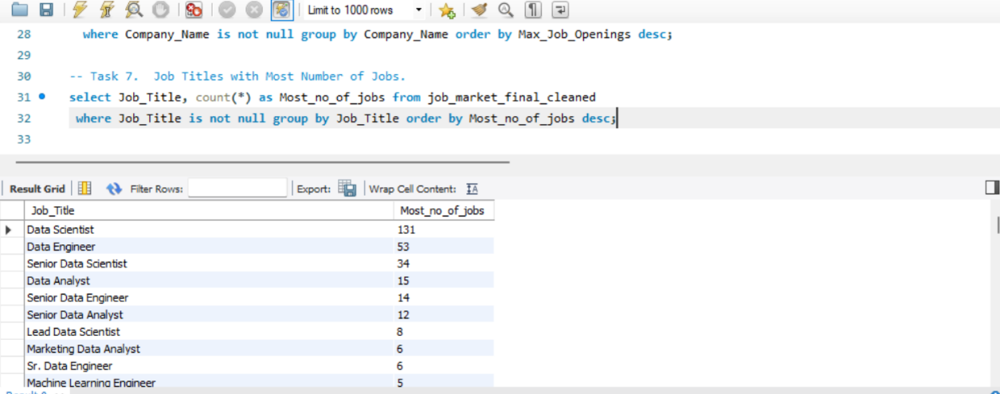 Limit to 1000 rows
28 where Company_Name is not null group by Company_Name order by Max_Job_Openings desc;
29
30 -- Task 7. Job Titles with Most Number of Jobs.
31 select Job_Title, count(*) as Most_no_of_jobs from job_market_final_cleaned
32 where Job_Title is not null group by Job_Title order by Most_no_of_jobs desc;
33
Result Grid Filter Rows: Export: Wrap Cell Content: IA
Job_Title Most_no_of_jobs
Data Scientist 131
Data Engineer 53
Senior Data Scientist 34
Data Analyst 15
Senior Data Engineer 14
Senior Data Analyst 12
Lead Data Scientist 8
Marketing Data Analyst 6
Sr. Data Engineer 6
Machine Learning Engineer 5